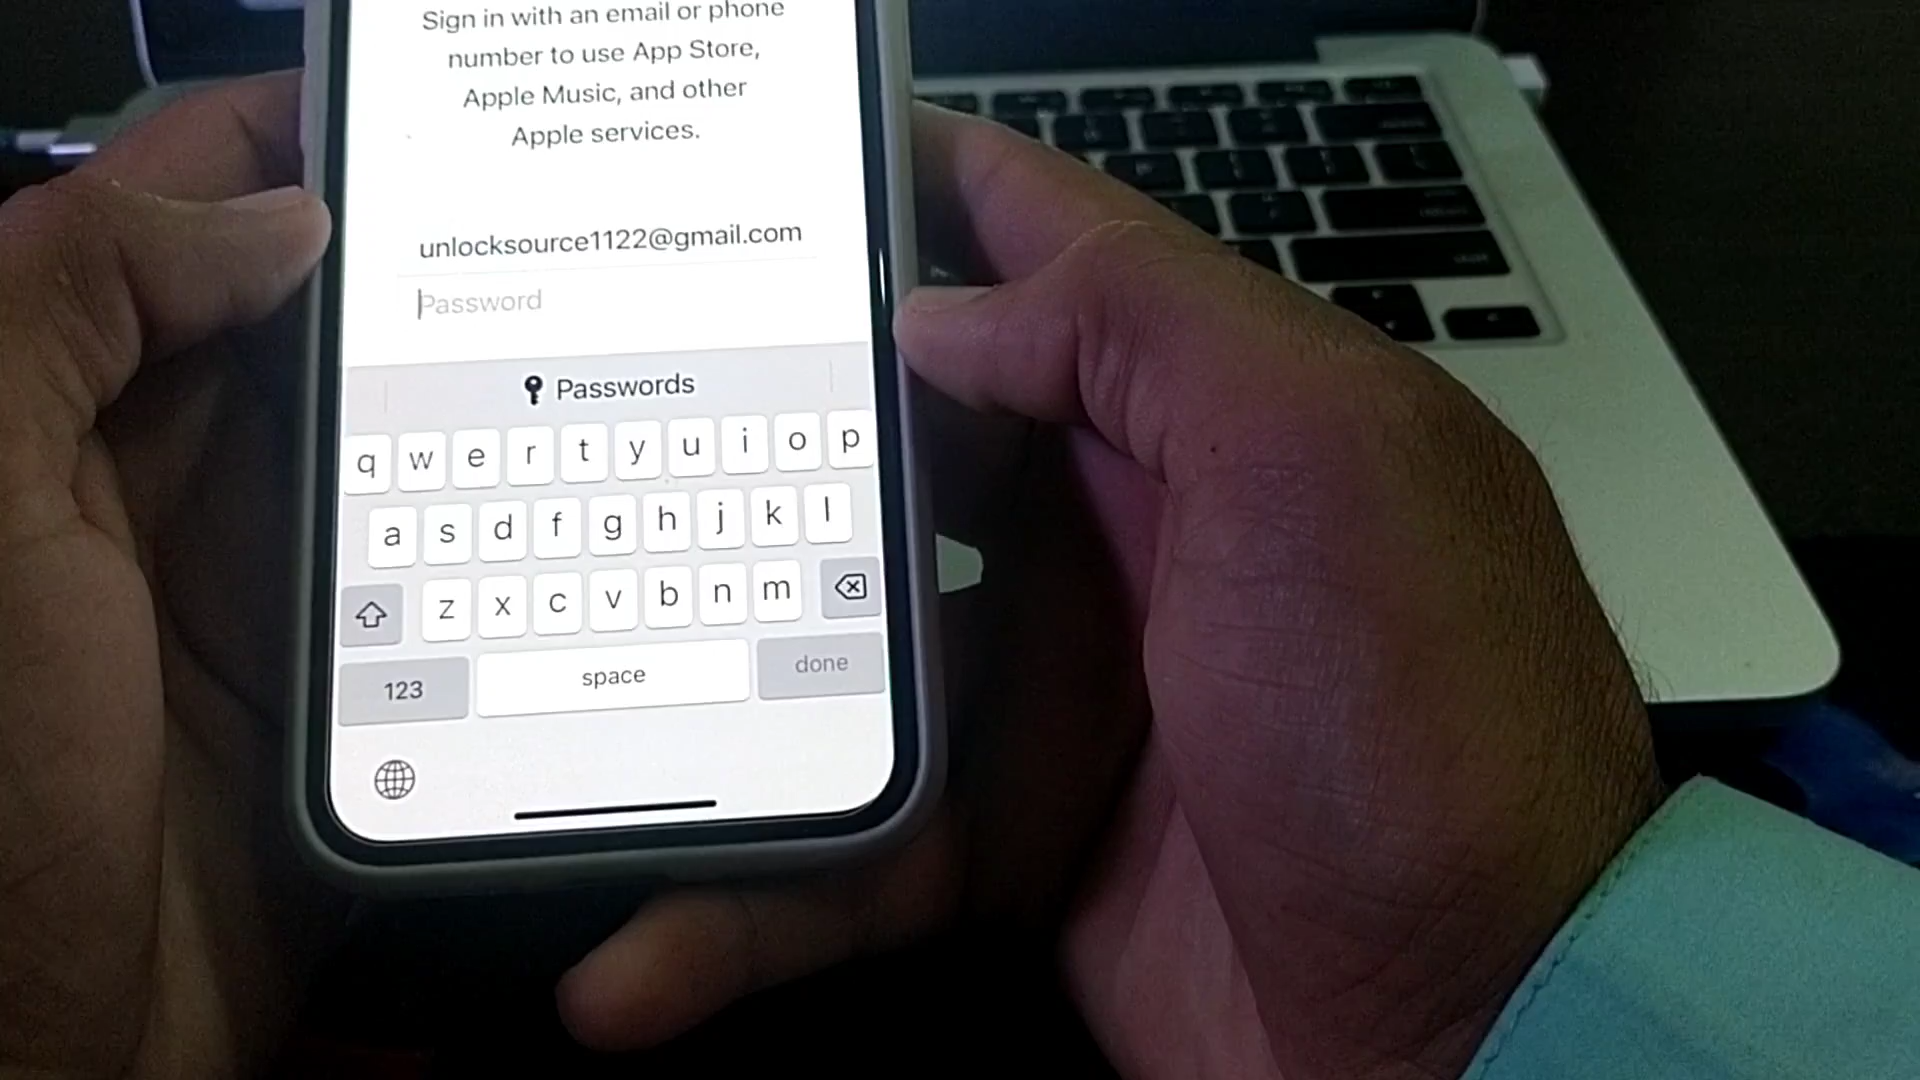 Sign in with an email or phone
number to use App Store,
Apple Music, and other
Apple services.
unlocksource1122@gmail.com
Password
Passwords
q w e r t y u i o p
a s d f g h j k l
z x c v b n m
123 space done